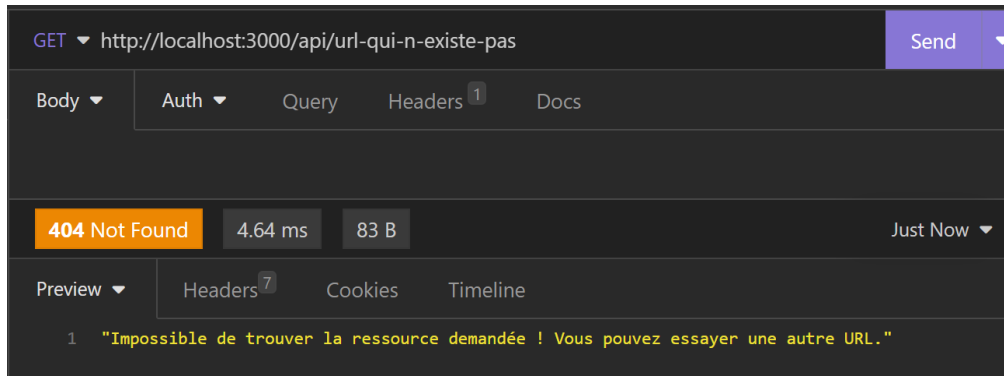 GET http://localhost:3000/api/url-qui-n-existe-pas Send
Body Auth Query Headers 1 Docs
404 Not Found 4.64 ms 83 B Just Now
Preview Headers 7 Cookies Timeline
1 "Impossible de trouver la ressource demandée ! Vous pouvez essayer une autre URL."